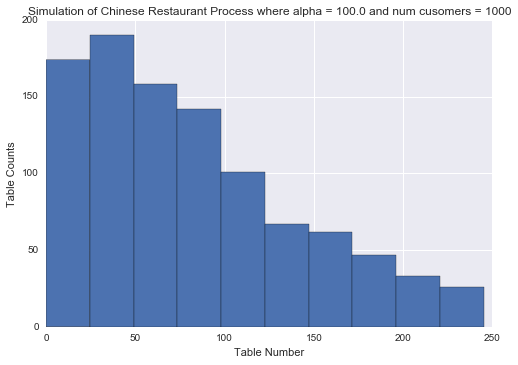 Simulation of Chinese Restaurant Process where alpha = 100.0 and num cusomers = 1000
200
150
100
50
0
Table Counts
0 50 100 150 200 250
Table Number